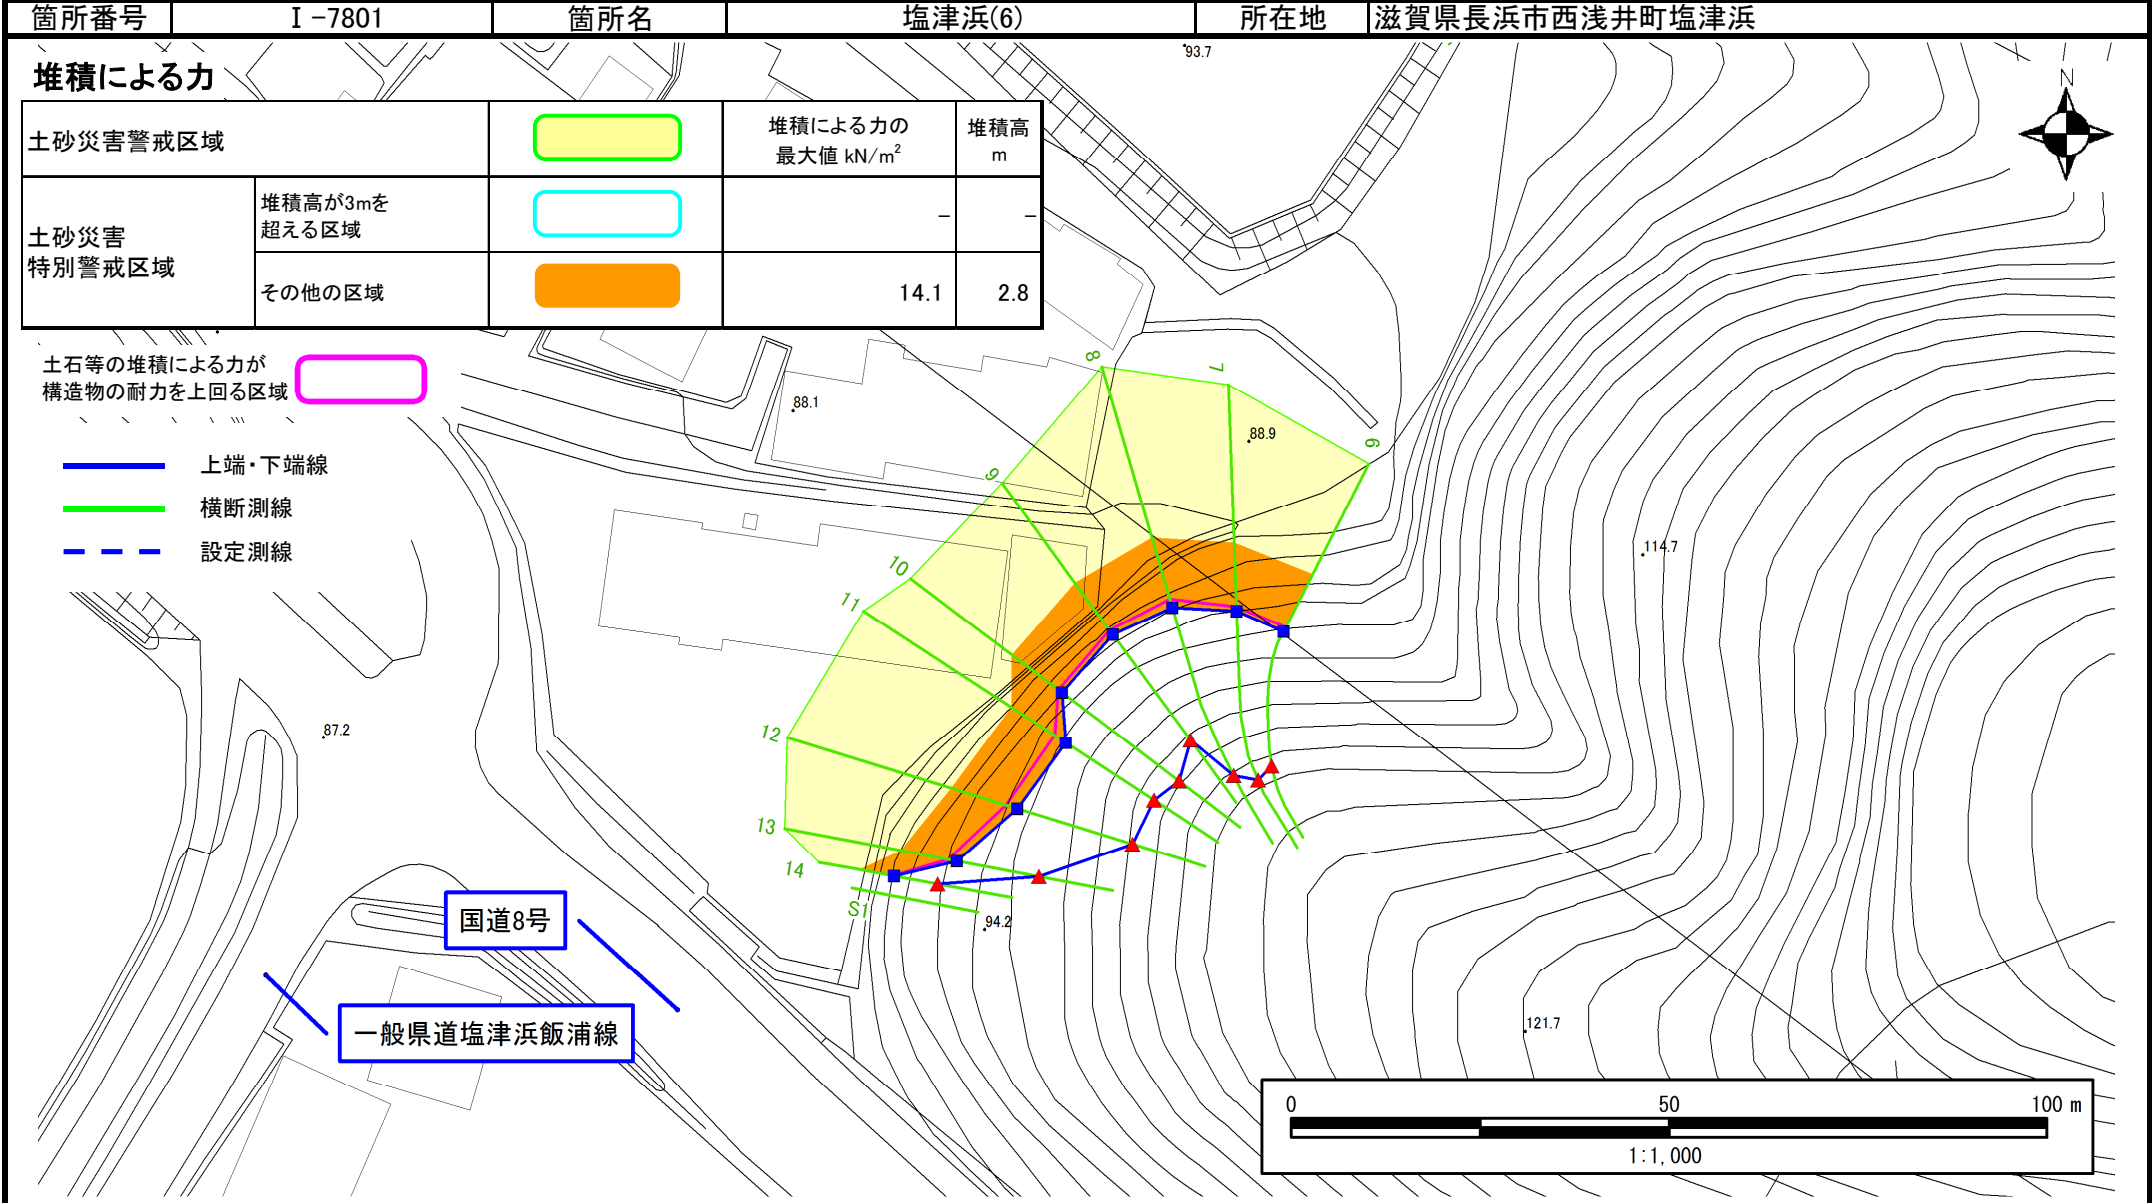 箇所番号 Ⅰ-7801 箇所名 塩津浜(6) 所在地 滋賀県長浜市西浅井町塩津浜
93.7
N
堆積による力
土砂災害警戒区域
堆積による力の
最大値 kN/m²
堆積高
m
土砂災害
特別警戒区域
堆積高が3mを
超える区域
- -
その他の区域
14.1 2.8
土石等の堆積による力が
構造物の耐力を上回る区域
上端・下端線
横断測線
設定測線
88.1
88.9
114.7
87.2
94.2
121.7
6
7
8
9
10
11
12
13
14
S1
国道8号
一般県道塩津浜飯浦線
0 50 100 m
1:1,000